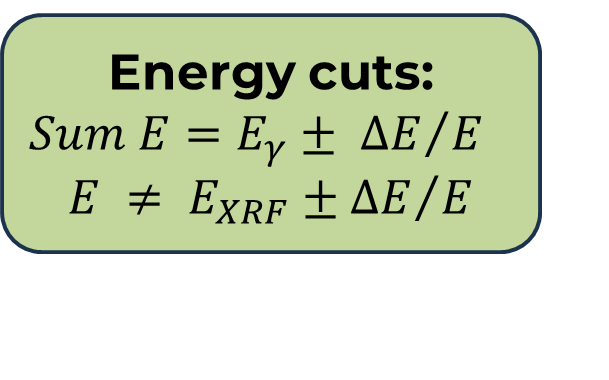 Energy cuts:
Sum E = E_γ ± ΔE/E
E ≠ E_XRF ± ΔE/E